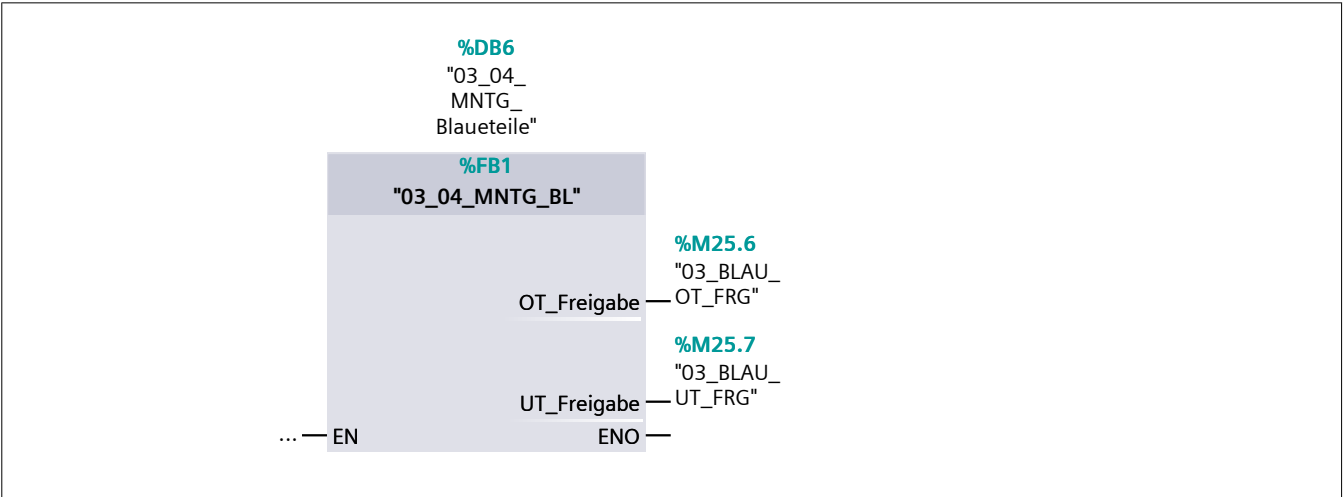 %DB6
"03_04_
MNTG_
Blaueteile"
%FB1
"03_04_MNTG_BL"
%M25.6
"03_BLAU_
OT_Freigabe OT_FRG"
%M25.7
"03_BLAU_
UT_Freigabe UT_FRG"
... EN ENO